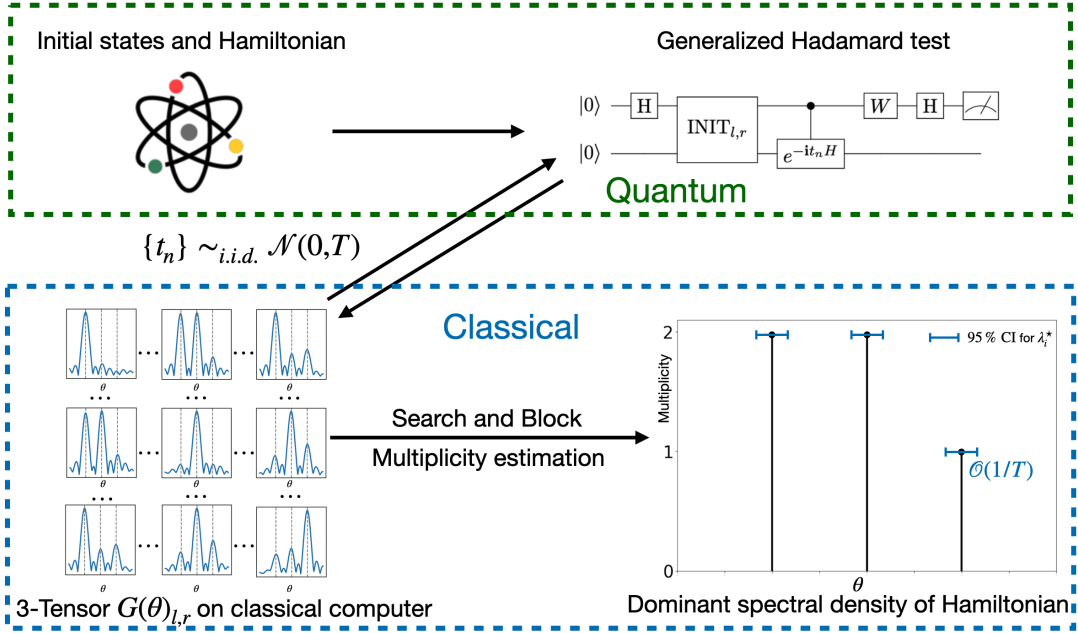 Initial states and Hamiltonian
Generalized Hadamard test
|0⟩ H INIT_{l,r} W H
|0⟩ e^{-it_nH}
Quantum
{t_n} ∼_{i.i.d.} 𝒩(0,T)
Classical
θ θ θ
... ...
... ... ...
θ θ θ
... ...
... ... ...
θ θ θ
... ...
3-Tensor G(θ)_{l,r} on classical computer
Search and Block
Multiplicity estimation
2
95 % CI for λ_i^⋆
Multiplicity
1
𝒪(1/T)
0
θ
Dominant spectral density of Hamiltonian